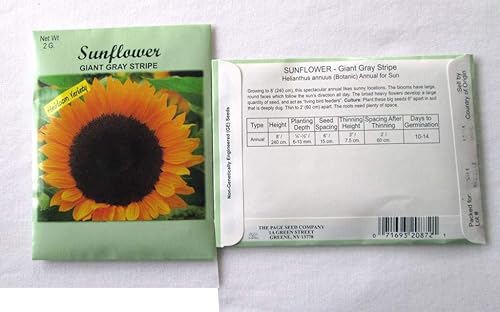 Net Wt
2 G.
Sunflower
GIANT GRAY STRIPE
Heirloom Variety
Non-Genetically Engineered (GE) Seeds
SUNFLOWER - Giant Gray Stripe
Helianthus annuus (Botanic) Annual for Sun
Growing to 8' (240 cm), this spectacular plant likes sunny locations. The blooms have large,
round faces which follow the sun's direction all day. The broad heavy flowers develop a large
quantity of seed, and act as "living bird feeders". Culture: Plant these big seeds 6" apart in soil
that is deeply dug. Thin to 2' (60 cm) apart. The roots need plenty of space.
Type Height Planting Depth Seed Spacing Thinning Height Spacing After Thinning Days to Germination
Annual 8' / 240 cm. 6-13 mm. 6" / 15 cm. 3" / 7.5 cm. 2' / 60 cm. 10-14
THE PAGE SEED COMPANY
1A GREEN STREET
GREENE, NY 13778
0 71693 20872 1
Sell by
Country of Origin
Packed for:
Lot #